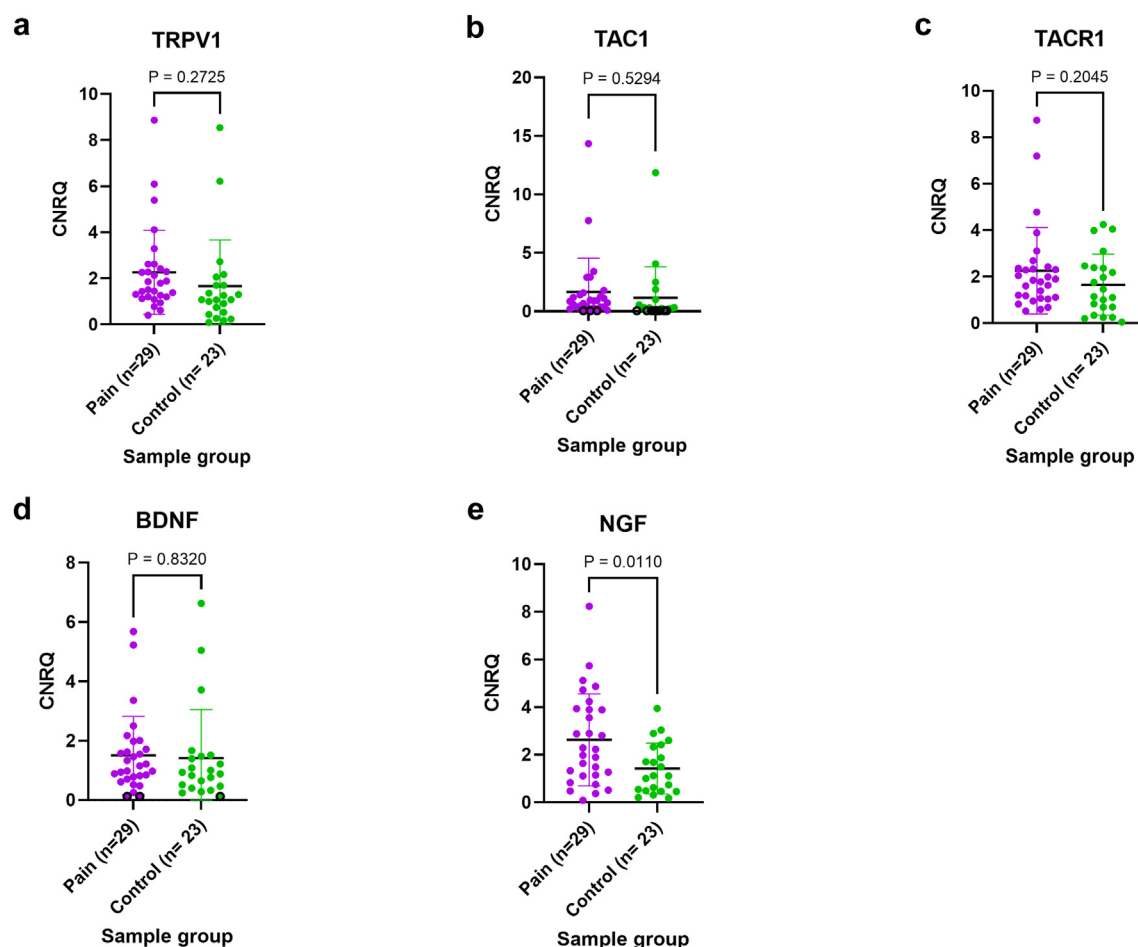 a
TRPV1
P = 0.2725
10
8
6
4
2
0
CNRQ
Pain (n=29)
Control (n= 23)
Sample group
b
TAC1
P = 0.5294
20
15
10
5
0
CNRQ
Pain (n=29)
Control (n= 23)
Sample group
c
TACR1
P = 0.2045
10
8
6
4
2
0
CNRQ
Pain (n=29)
Control (n= 23)
Sample group
d
BDNF
P = 0.8320
8
6
4
2
0
CNRQ
Pain (n=29)
Control (n= 23)
Sample group
e
NGF
P = 0.0110
10
8
6
4
2
0
CNRQ
Pain (n=29)
Control (n= 23)
Sample group